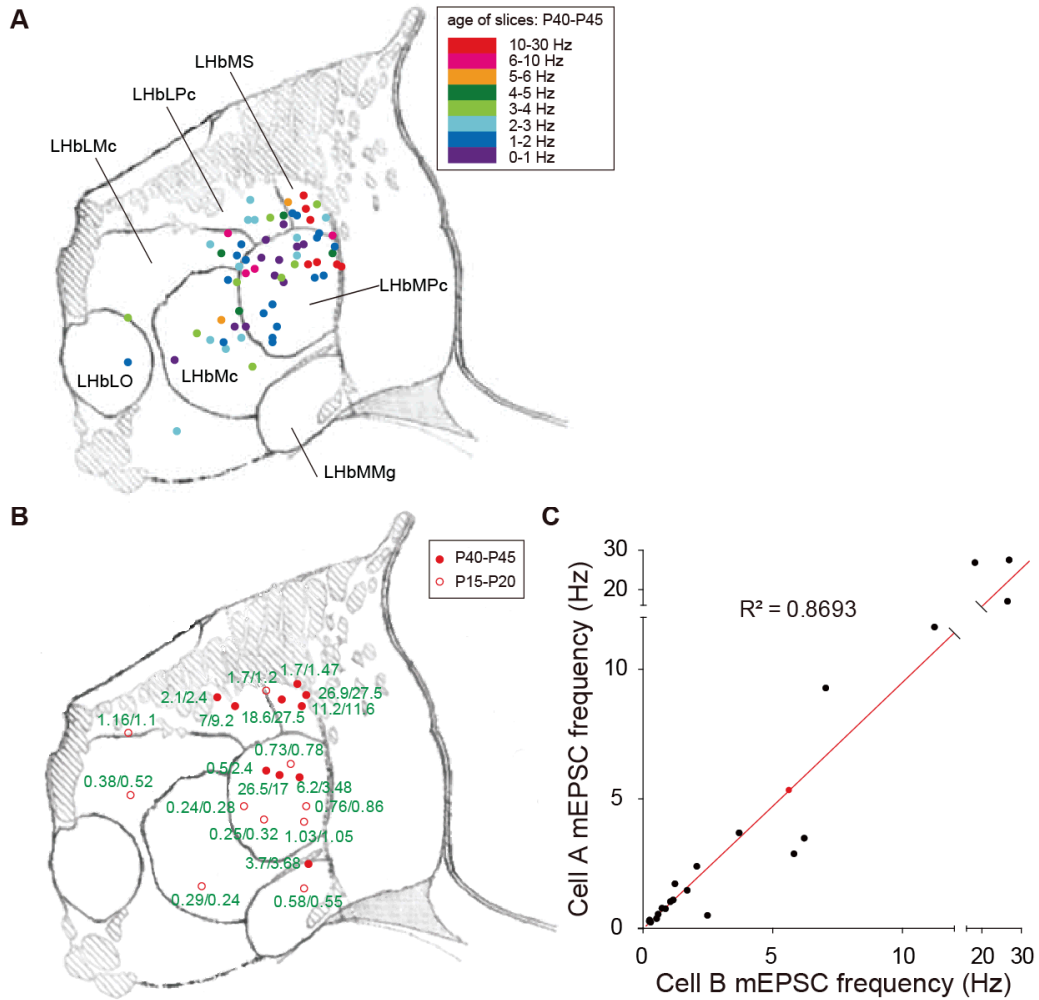 A
age of slices: P40-P45
10-30 Hz
6-10 Hz
5-6 Hz
4-5 Hz
3-4 Hz
2-3 Hz
1-2 Hz
0-1 Hz
LHbMS
LHbLPc
LHbLMc
LHbMPc
LHbLO
LHbMc
LHbMMg
B
P40-P45
P15-P20
1.7/1.2
1.7/1.47
2.1/2.4
26.9/27.5
7/9.2
18.6/27.5
11.2/11.6
1.16/1.1
0.73/0.78
0.5/2.4
0.38/0.52
26.5/17
6.2/3.48
0.24/0.28
0.76/0.86
0.25/0.32
1.03/1.05
3.7/3.68
0.29/0.24
0.58/0.55
C
Cell A mEPSC frequency (Hz)
30
20
10
5
0
R² = 0.8693
0 5 10 20 30
Cell B mEPSC frequency (Hz)